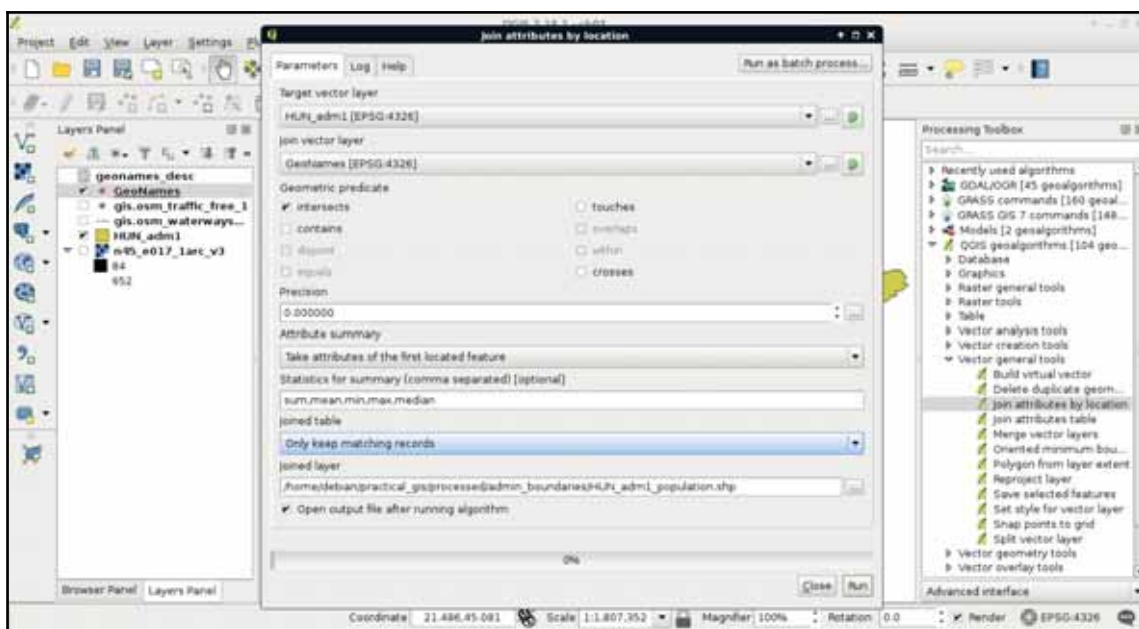 Join attributes by location
Project Edit View Layer Settings
Parameters Log Help
Run as batch process...
Target vector layer
HUN_adm1 [EPSG:4326]
Join vector layer
GeoNames [EPSG:4326]
Geometric predicate
intersects
touches
contains
overlaps
disjoint
within
equals
crosses
Precision
0.000000
Attribute summary
Take attributes of the first located feature
Statistics for summary (comma separated) [optional]
sum,mean,min,max,median
Joined table
Only keep matching records
Joined layer
/home/debian/practical_gis/processed/admin_boundaries/HUN_adm1_population.shp
Open output file after running algorithm
0%
Close Run
Layers Panel
geonames_desc
GeoNames
gis.osm_traffic_free_1
gis.osm_waterways...
HUN_adm1
n45_e017_1arc_v3
84
652
Browser Panel Layers Panel
Processing Toolbox
Search...
Recently used algorithms
GDAL/OGR [45 geoalgorithms]
GRASS commands [160 geoal...
GRASS GIS 7 commands [148...
Models [2 geoalgorithms]
QGIS geoalgorithms [104 geo...
Database
Graphics
Raster general tools
Raster tools
Table
Vector analysis tools
Vector creation tools
Vector general tools
Build virtual vector
Delete duplicate geom...
Join attributes by location
Join attributes table
Merge vector layers
Oriented minimum bou...
Polygon from layer extent
Reproject layer
Save selected features
Set style for vector layer
Snap points to grid
Split vector layer
Vector geometry tools
Vector overlay tools
Advanced interface
Coordinate 21.486,45.081 Scale 1:1,807,352 Magnifier 100% Rotation 0.0 Render EPSG:4326